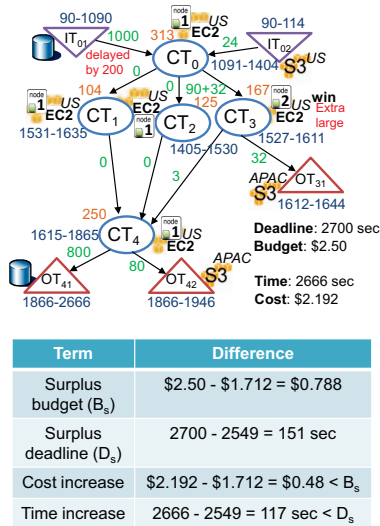 90-1090
node
1
US
EC2
90-114
IT01
1000
313
24
IT02
delayed
by 200
CT0
1091-1404
S3
US
0
0
90+32
104
125
167
node
1
US
EC2
CT1
US
EC2
node
1
CT2
CT3
node
2
US
EC2
win
Extra
large
1531-1635
1405-1530
1527-1611
0
0
3
32
APAC
S3
OT31
1612-1644
250
node
1
US
EC2
1615-1865
CT4
Deadline: 2700 sec
Budget: $2.50
800
80
APAC
S3
OT41
OT42
Time: 2666 sec
Cost: $2.192
1866-2666
1866-1946
Term Difference
Surplus
budget (Bs)
$2.50 - $1.712 = $0.788
Surplus
deadline (Ds)
2700 - 2549 = 151 sec
Cost increase $2.192 - $1.712 = $0.48 < Bs
Time increase 2666 - 2549 = 117 sec < Ds